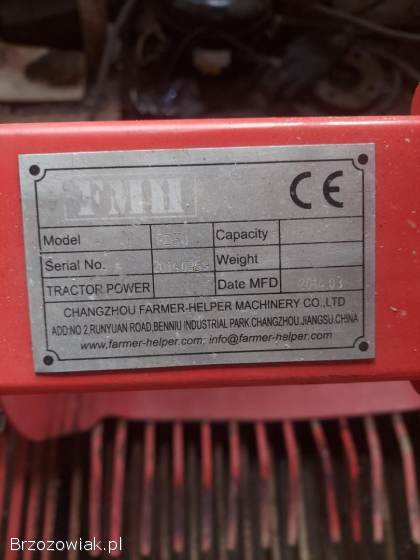 FMH CE
Model Capacity
Serial No. Weight
TRACTOR POWER Date MFD 2014.03
CHANGZHOU FARMER-HELPER MACHINERY CO.,LTD
ADD:NO 2.RUNYUAN ROAD,BENNIU INDUSTRIAL PARK.CHANGZHOU.JIANGSU.CHINA
www.farmer-helper.com; info@farmer-helper.com
Brzozowiak.pl